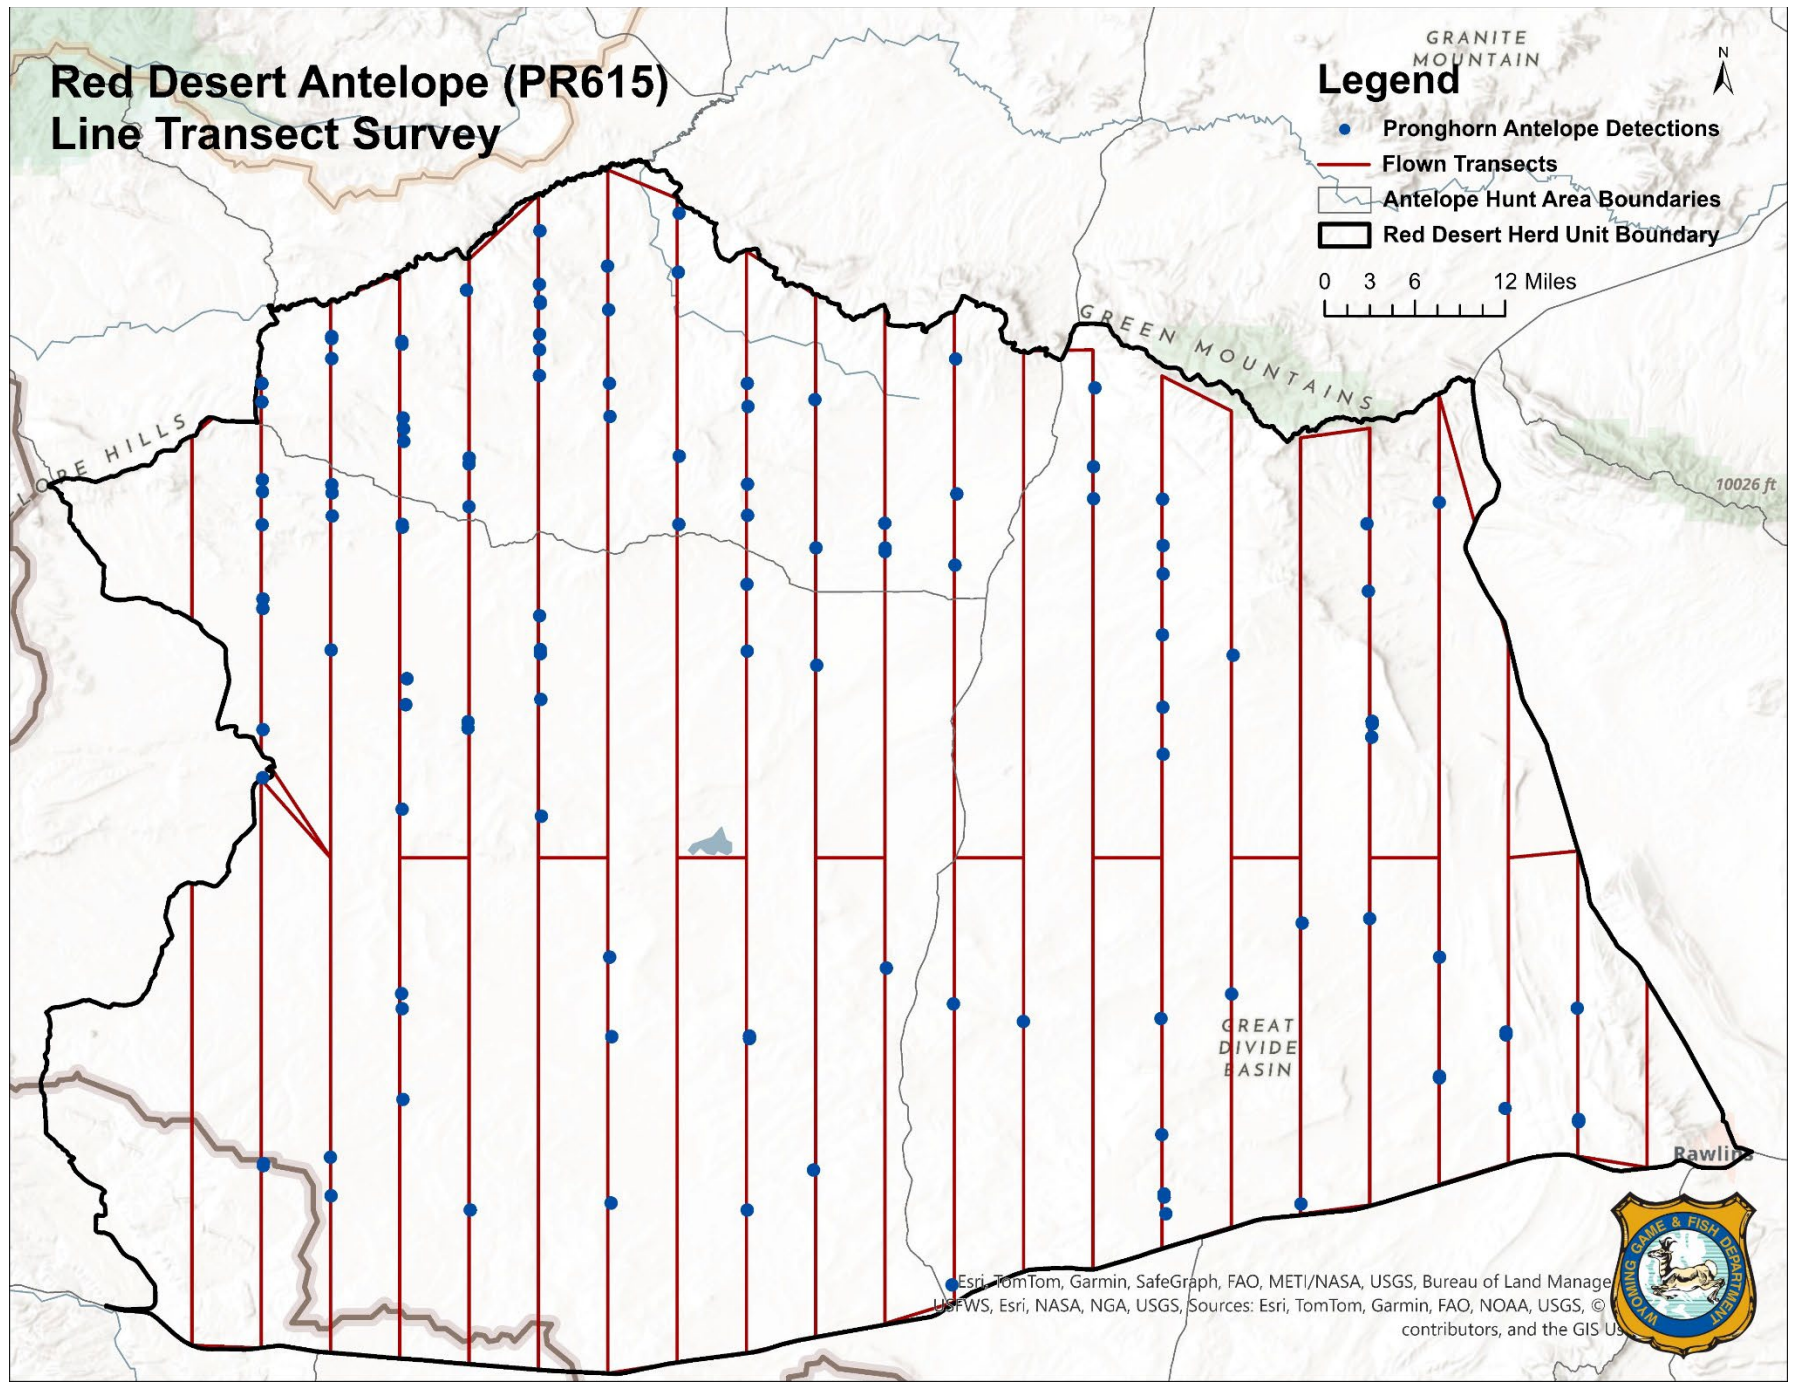 Red Desert Antelope (PR615)
Line Transect Survey
GRANITE
MOUNTAIN
Legend
N
Pronghorn Antelope Detections
Flown Transects
Antelope Hunt Area Boundaries
Red Desert Herd Unit Boundary
0 3 6 12 Miles
GREEN MOUNTAINS
LOPE HILLS
10026 ft
GREAT
DIVIDE
BASIN
Rawlins
Esri, TomTom, Garmin, SafeGraph, FAO, METI/NASA, USGS, Bureau of Land Manage
USFWS, Esri, NASA, NGA, USGS, Sources: Esri, TomTom, Garmin, FAO, NOAA, USGS, ©
contributors, and the GIS Us
WYOMING GAME & FISH DEPARTMENT